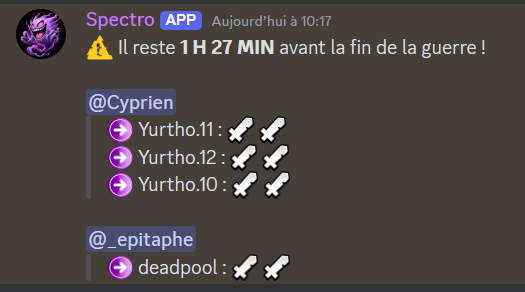 Spectro APP Aujourd'hui à 10:17
Il reste 1 H 27 MIN avant la fin de la guerre !
@Cyprien
Yurtho.11 :
Yurtho.12 :
Yurtho.10 :
@_epitaphe
deadpool :